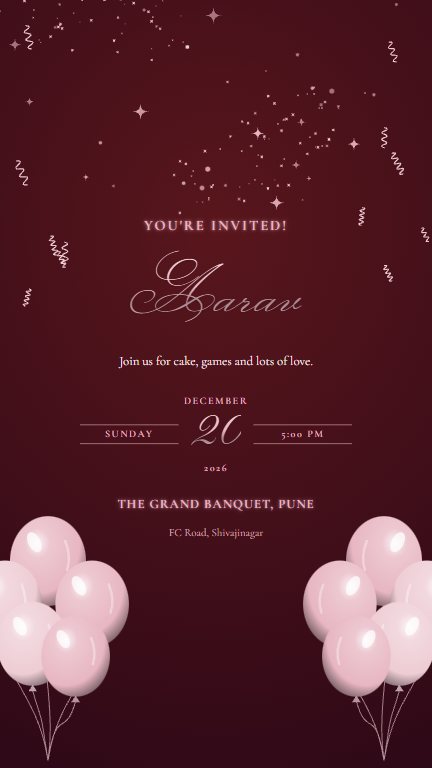 YOU'RE INVITED!
Aarav
Join us for cake, games and lots of love.
DECEMBER
SUNDAY 20 5:00 PM
2026
THE GRAND BANQUET, PUNE
FC Road, Shivajinagar